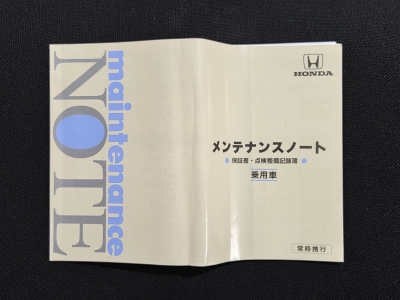 maintenance
NOTE
HONDA
メンテナンスノート
保証書・点検整備記録簿
乗用車
常時携行